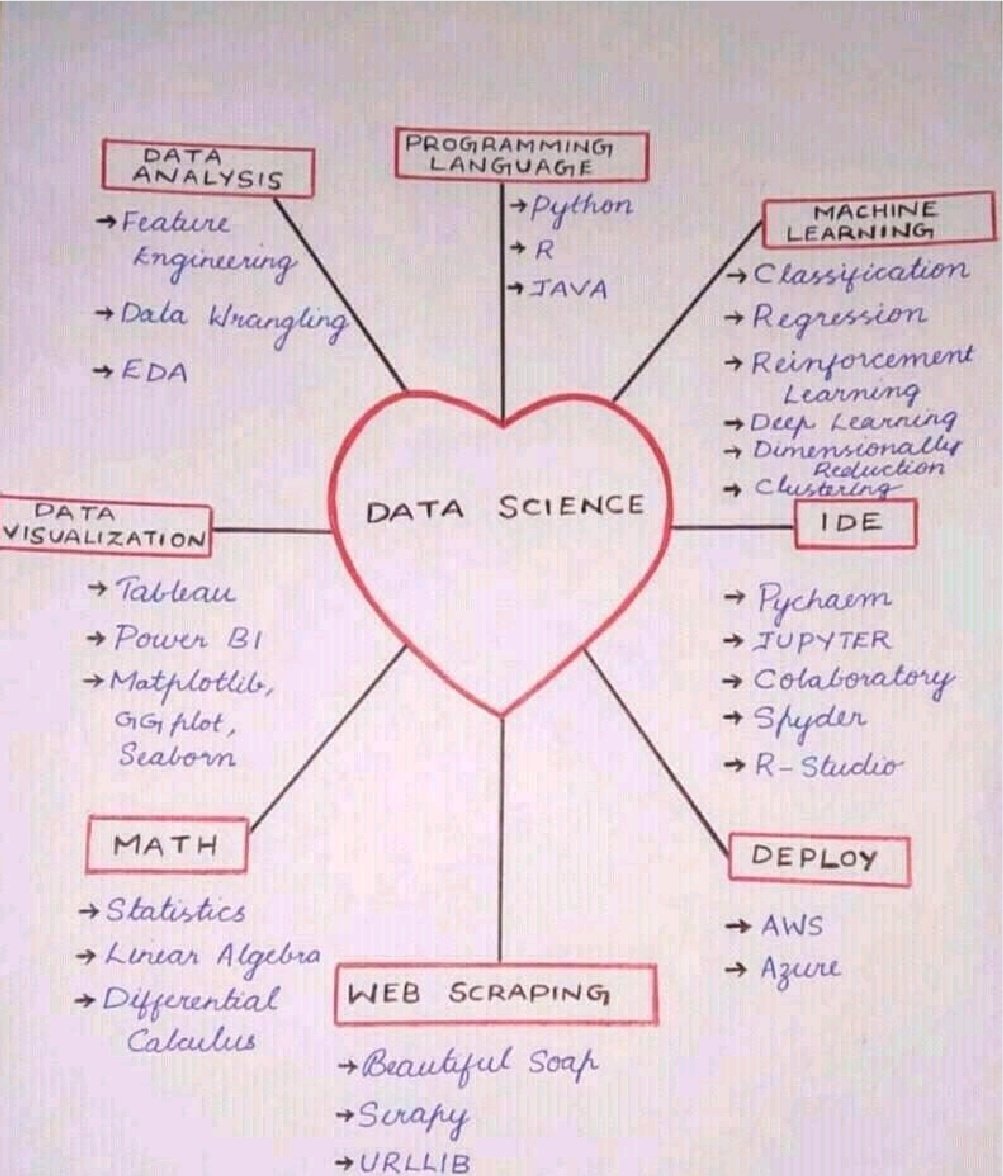 DATA
ANALYSIS
→ Feature
Engineering
→ Data Wrangling
→ EDA
PROGRAMMING
LANGUAGE
→ Python
→ R
→ JAVA
MACHINE
LEARNING
→ Classification
→ Regression
→ Reinforcement
Learning
→ Deep Learning
→ Dimensionally
Reduction
→ Clustering
DATA SCIENCE
DATA
VISUALIZATION
→ Tableau
→ Power BI
→ Matplotlib,
GG plot,
Seaborn
IDE
→ Pychaem
→ JUPYTER
→ Colaboratory
→ Spyder
→ R-Studio
MATH
→ Statistics
→ Linear Algebra
→ Differential
Calculus
WEB SCRAPING
→ Beautiful Soap
→ Scrapy
→ URLLIB
DEPLOY
→ AWS
→ Azure